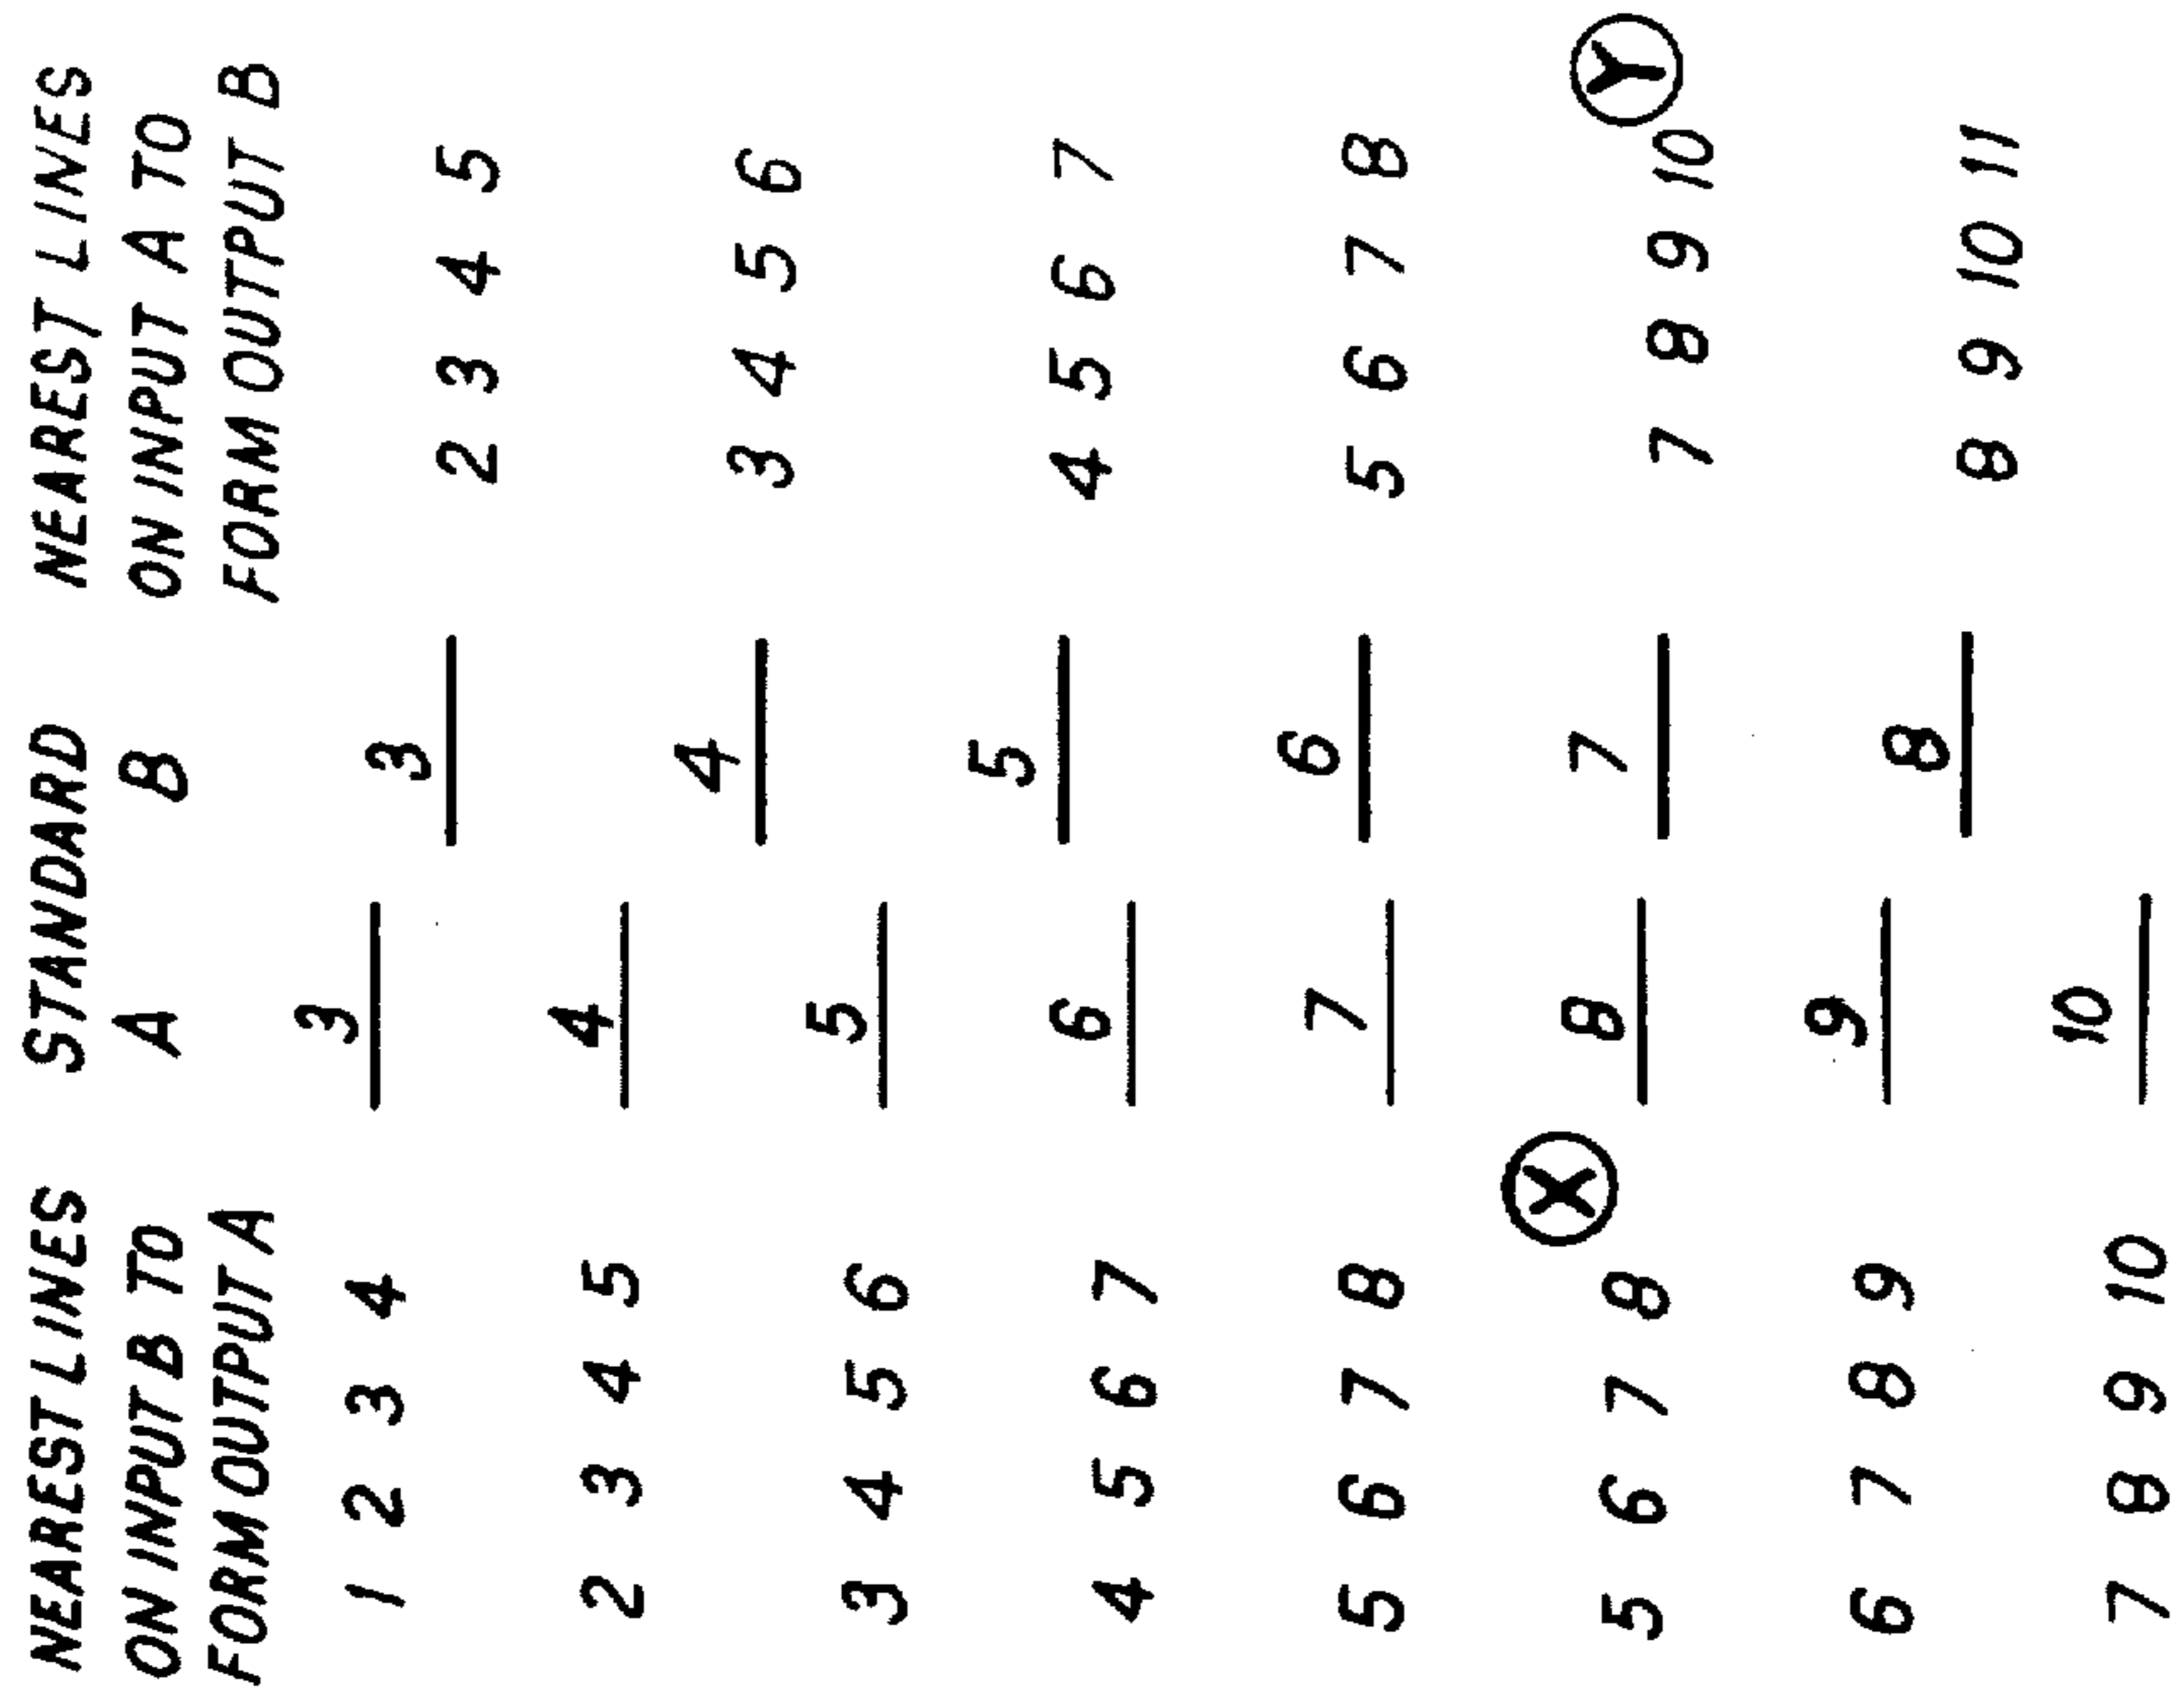 NEAREST LINES STANDARD NEAREST LINES
ON INPUT B TO A B ON INPUT A TO
FORM OUTPUT A FORM OUTPUT B
3
1 2 3 4
3
2 3 4 5
4
2 3 4 5
4
3 4 5 6
5
3 4 5 6
5
6
4 5 6 7
4 5 6 7
6
7
5 6 7 8
5 6 7 8
X
8
7
Y
5 6 7 8
7 8 9 10
9
6 7 8 9
8
8 9 10 11
10
7 8 9 10